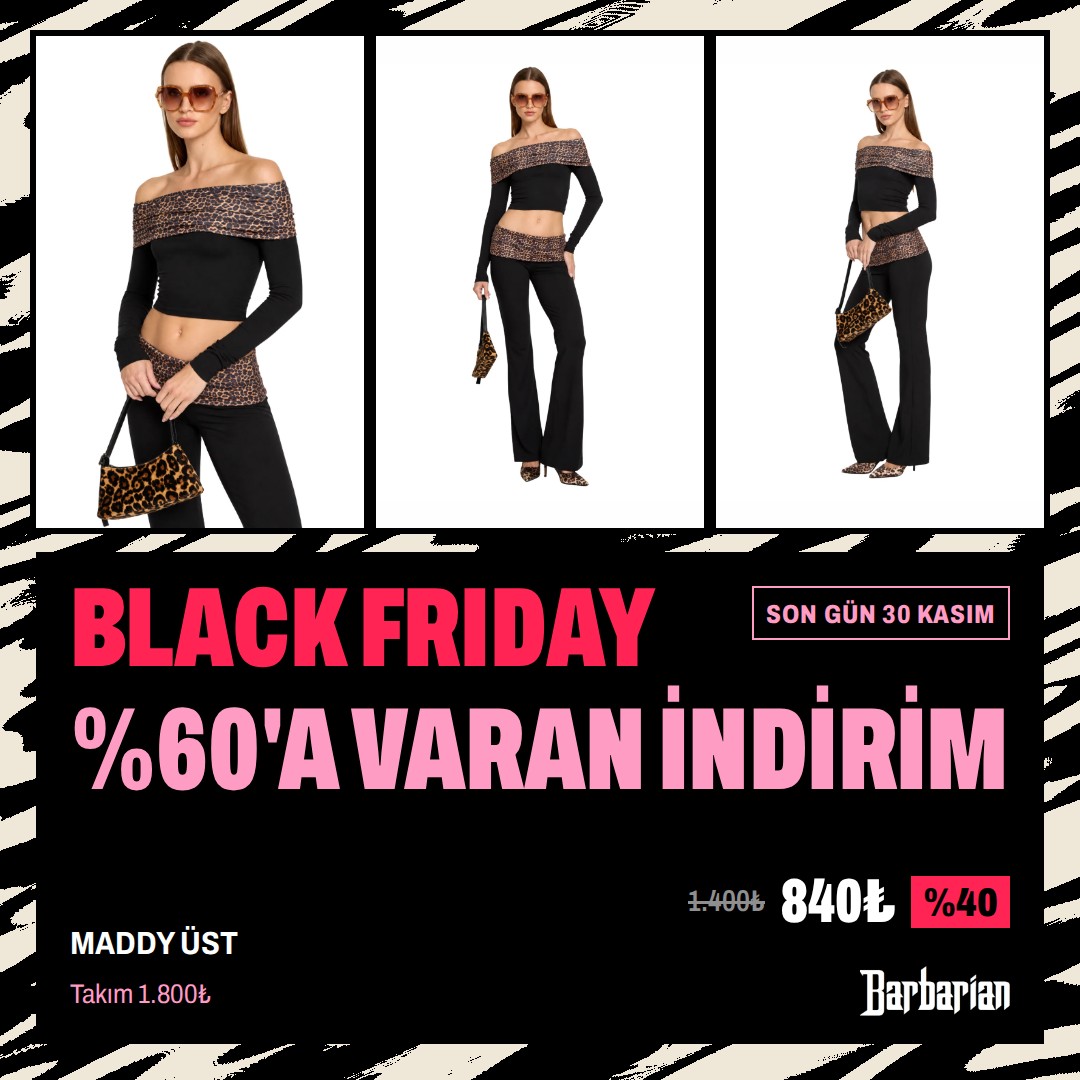 BLACK FRIDAY
SON GÜN 30 KASIM
%60'A VARAN İNDİRİM
1.400₺ 840₺ %40
MADDY ÜST
Takım 1.800₺
Barbarian